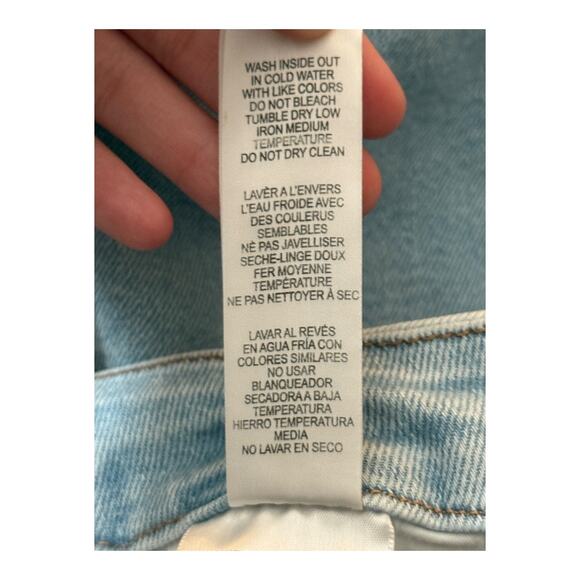 WASH INSIDE OUT
IN COLD WATER
WITH LIKE COLORS
DO NOT BLEACH
TUMBLE DRY LOW
IRON MEDIUM
TEMPERATURE
DO NOT DRY CLEAN
LAVÈR A L'ENVERS
L'EAU FROIDE AVEC
DES COULERUS
SEMBLABLES
NÈ PAS JAVELLISER
SECHE-LINGE DOUX
FER MOYENNE
TEMPÉRATURE
NE PAS NETTOYER À SEC
LAVAR AL REVÉS
EN AGUA FRÍA CON
COLORES SIMILARES
NO USAR
BLANQUEADOR
SECADORA A BAJA
TEMPERATURA
HIERRO TEMPERATURA
MEDIA
NO LAVAR EN SECO